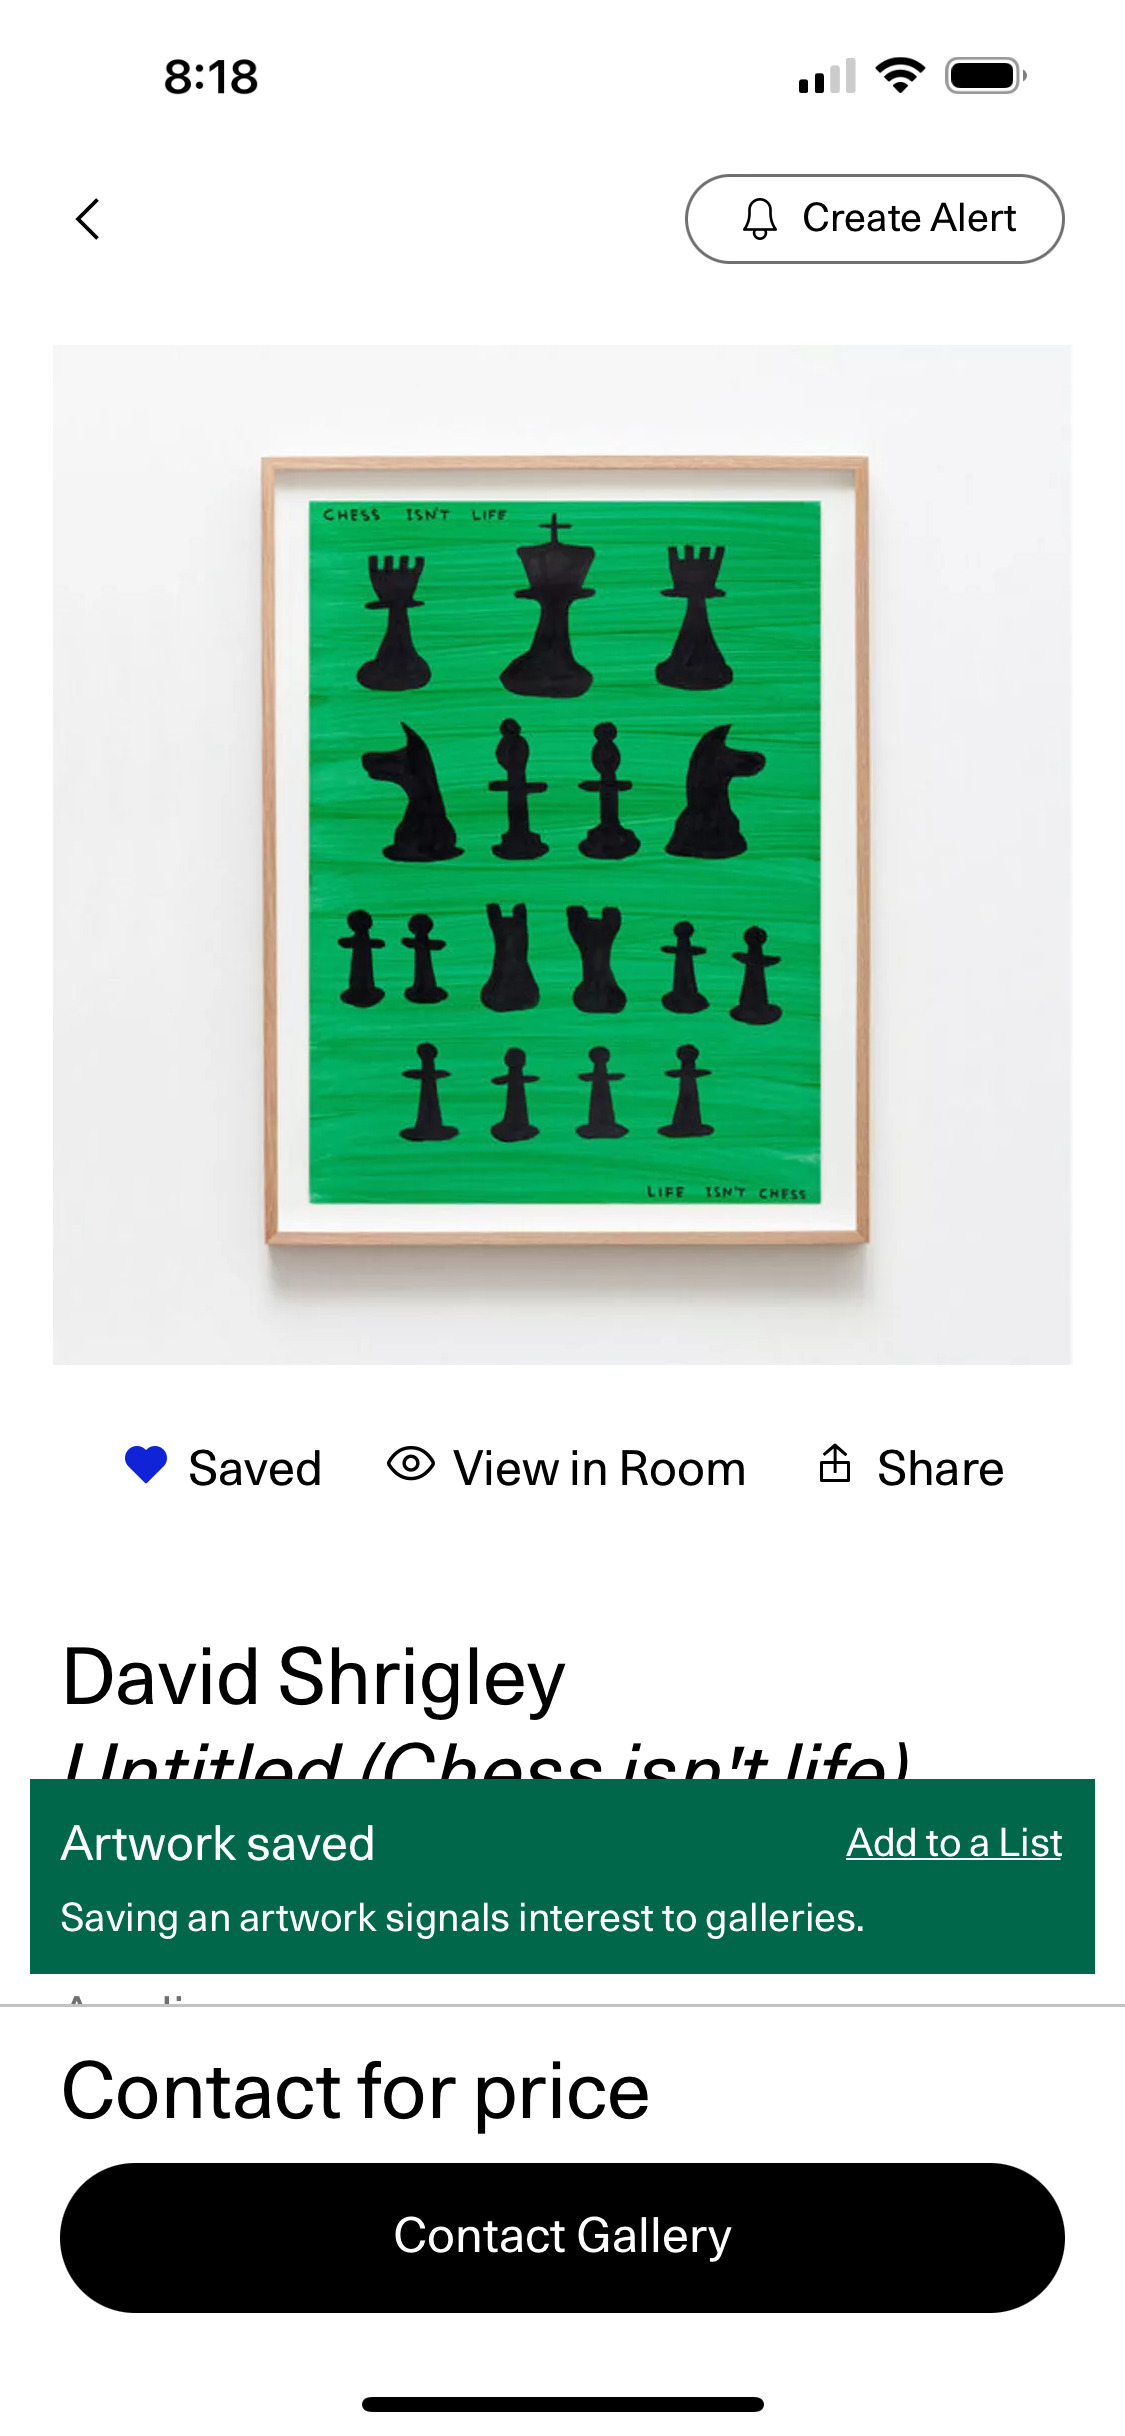 8:18
Create Alert
CHESS ISN'T LIFE
LIFE ISN'T CHESS
Saved
View in Room
Share
David Shrigley
Untitled (Chess isn't life)
Artwork saved
Add to a List
Saving an artwork signals interest to galleries.
Contact for price
Contact Gallery